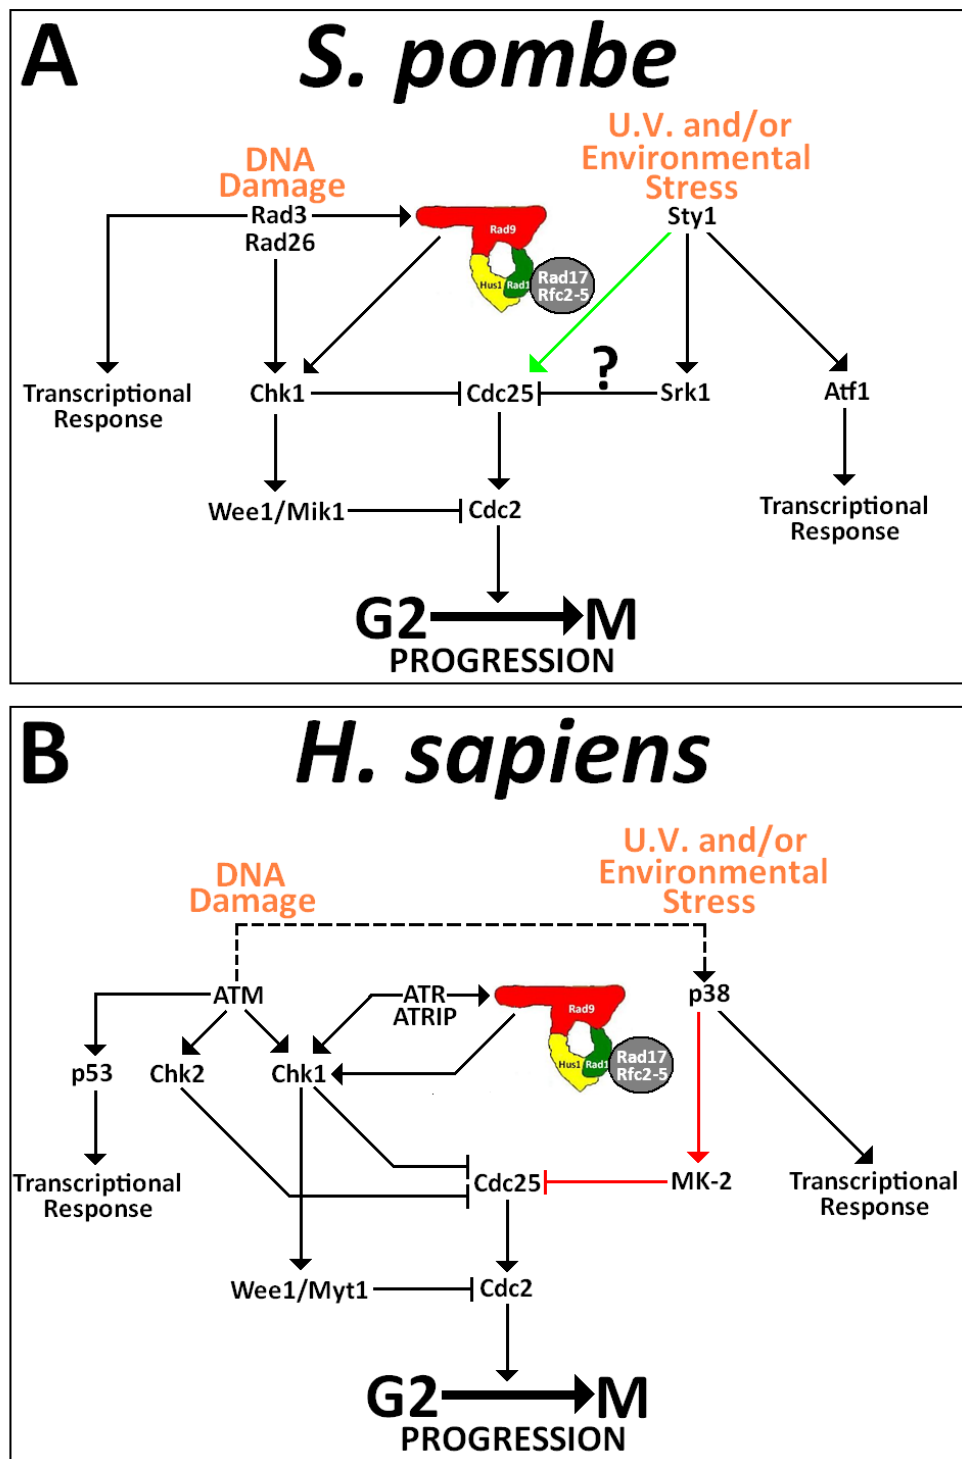 A
S. pombe
U.V. and/or
Environmental
Stress
DNA
Damage
Rad3
Rad26
Rad9
Hus1
Rad1
Rad17
Rfc2-5
Sty1
?
Transcriptional
Response
Chk1
Cdc25
Srk1
Atf1
Wee1/Mik1
Cdc2
Transcriptional
Response
G2
M
PROGRESSION
B
H. sapiens
U.V. and/or
Environmental
Stress
DNA
Damage
ATM
ATR
ATRIP
Rad9
Hus1
Rad1
Rad17
Rfc2-5
p38
p53
Chk2
Chk1
Transcriptional
Response
Cdc25
MK-2
Transcriptional
Response
Wee1/Myt1
Cdc2
G2
M
PROGRESSION